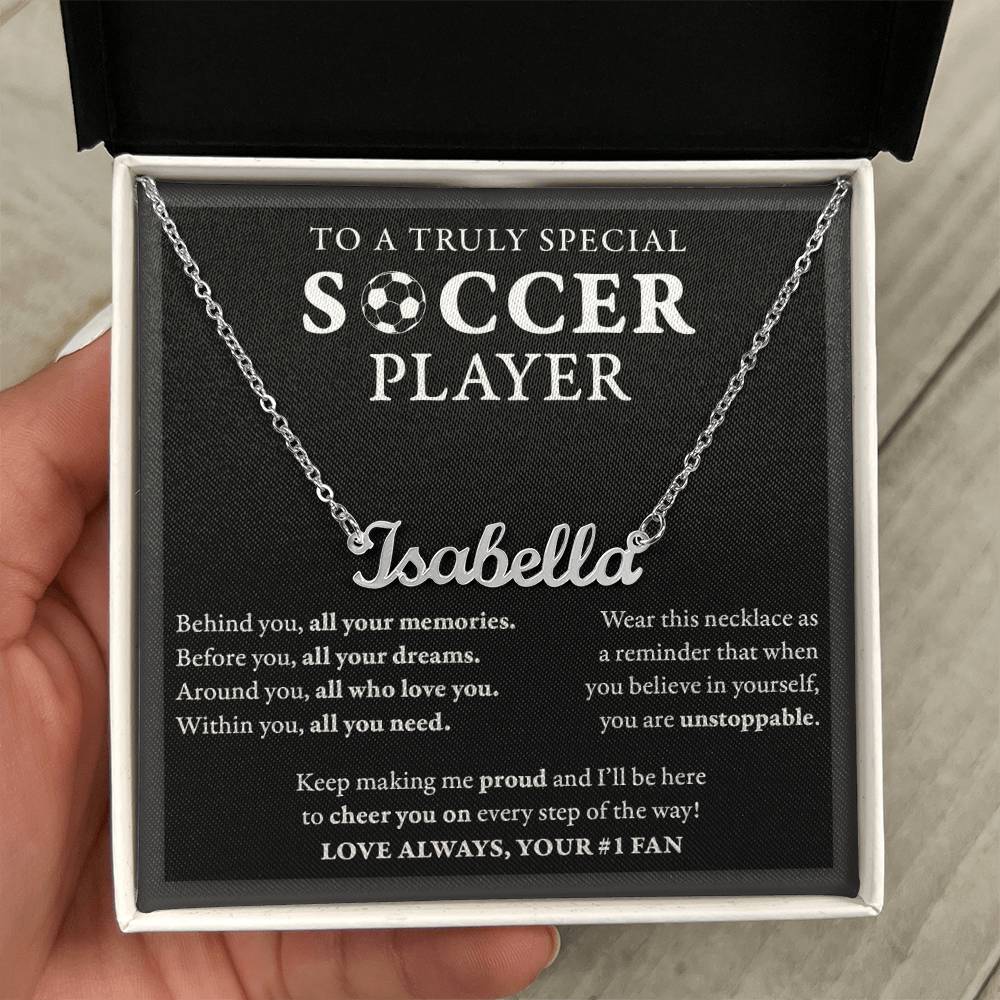 TO A TRULY SPECIAL
SOCCER
PLAYER
Isabella
Behind you, all your memories.
Before you, all your dreams.
Around you, all who love you.
Within you, all you need.
Wear this necklace as
a reminder that when
you believe in yourself,
you are unstoppable.
Keep making me proud and I'll be here
to cheer you on every step of the way!
LOVE ALWAYS, YOUR #1 FAN